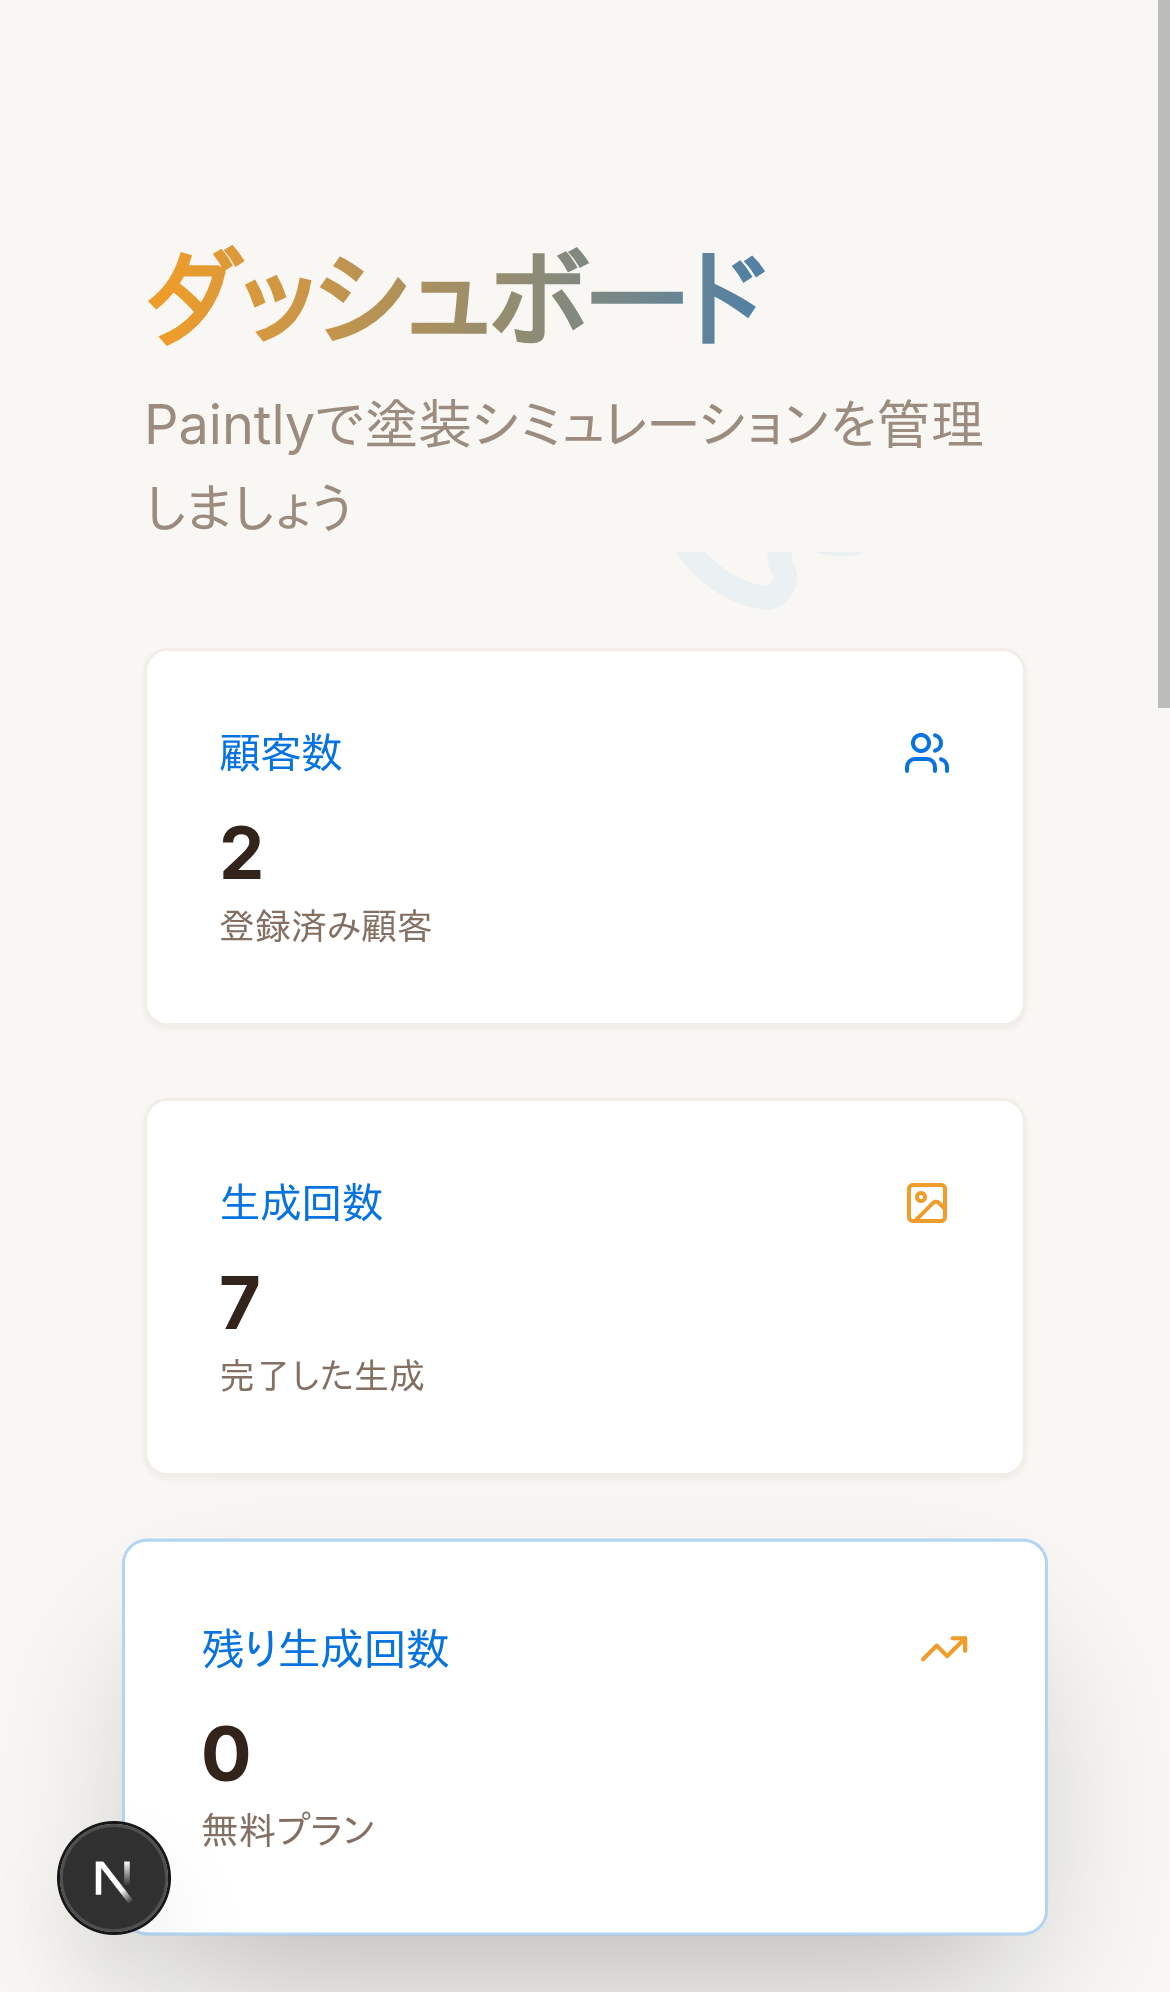 ダッシュボード
Paintlyで塗装シミュレーションを管理
しましょう
顧客数
2
登録済み顧客
生成回数
7
完了した生成
残り生成回数
0
無料プラン
N